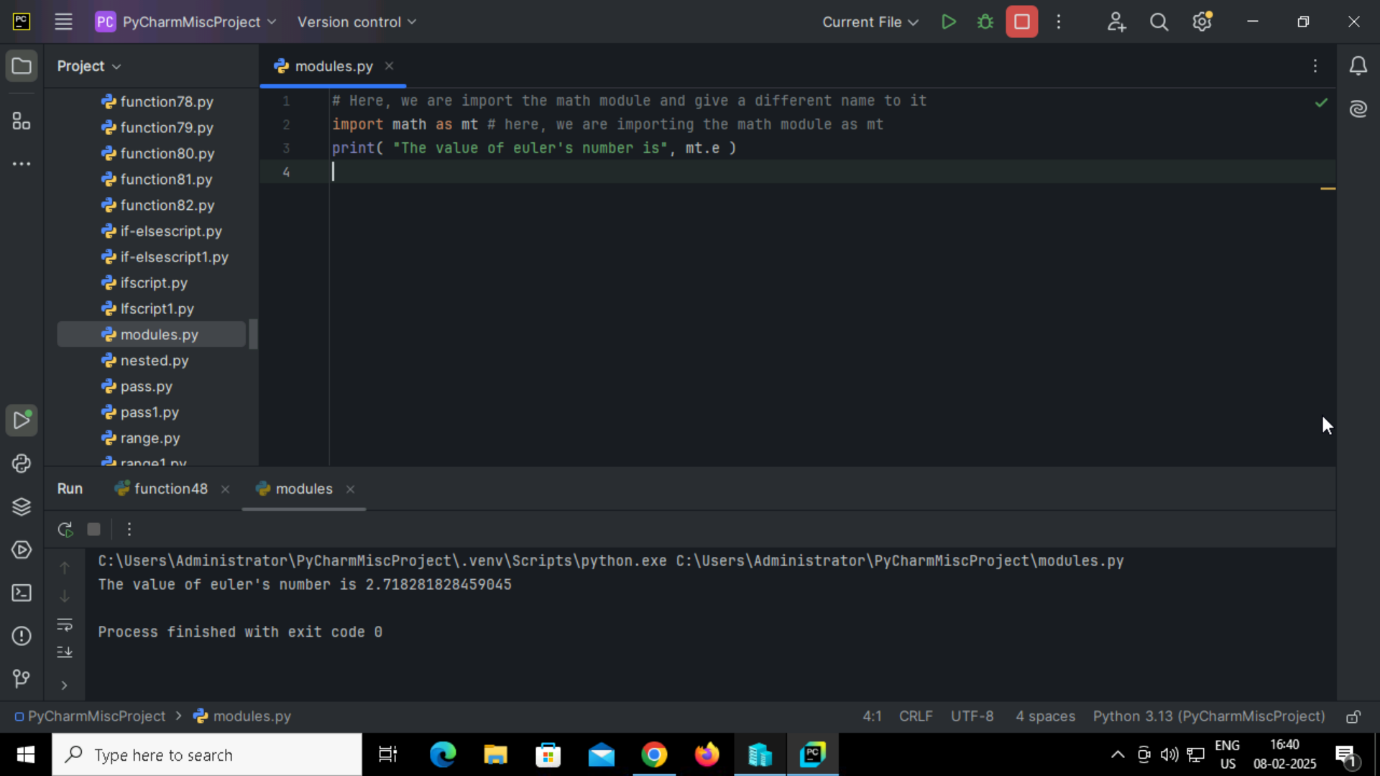 PC PyCharmMiscProject Version control Current File
Project
modules.py
function78.py
function79.py
function80.py
function81.py
function82.py
if-elsescript.py
if-elsescript1.py
ifscript.py
Ifscript1.py
modules.py
nested.py
pass.py
pass1.py
range.py
range1.py
1 # Here, we are import the math module and give a different name to it
2 import math as mt # here, we are importing the math module as mt
3 print( "The value of euler's number is", mt.e )
4
Run function48 modules
C:\Users\Administrator\PyCharmMiscProject\.venv\Scripts\python.exe C:\Users\Administrator\PyCharmMiscProject\modules.py
The value of euler's number is 2.718281828459045
Process finished with exit code 0
PyCharmMiscProject > modules.py 4:1 CRLF UTF-8 4 spaces Python 3.13 (PyCharmMiscProject)
Type here to search
PC
ENG
US
16:40
08-02-2025
1